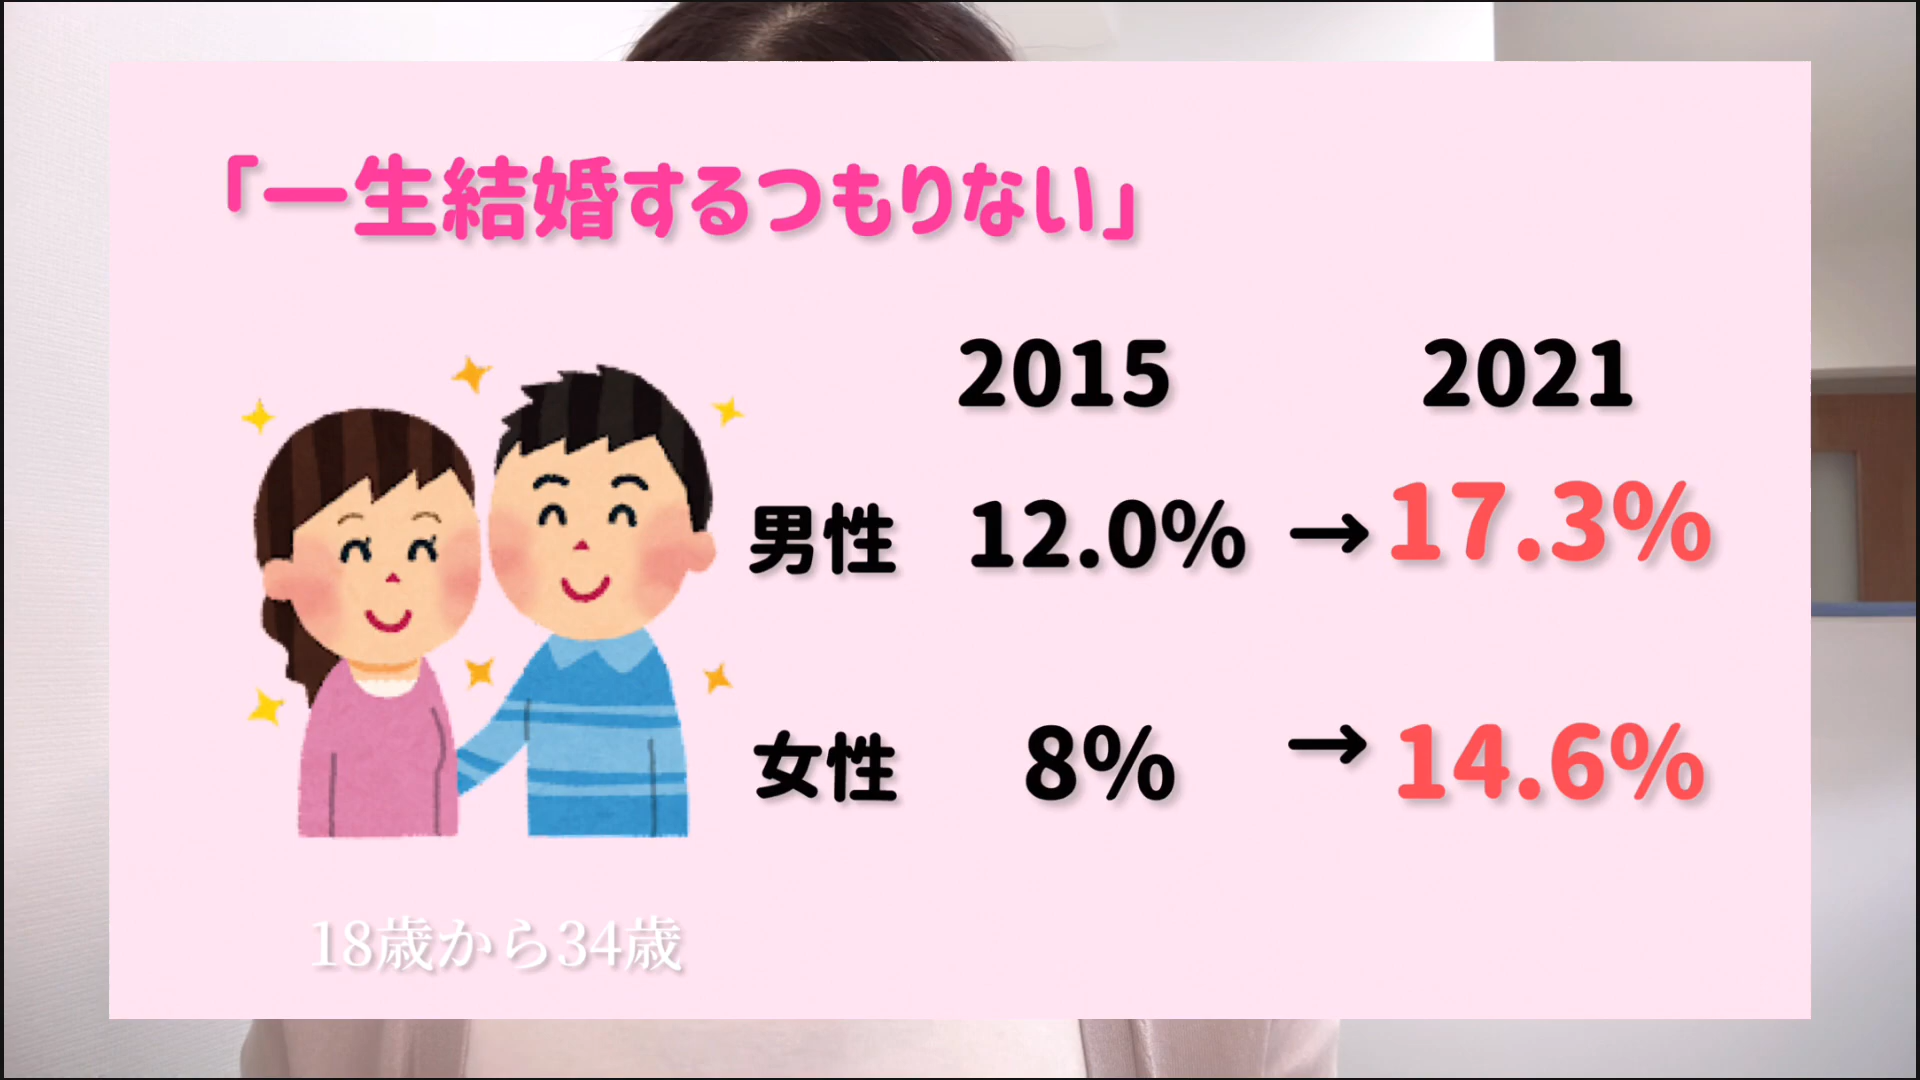 「一生結婚するつもりない」
2015 2021
男性 12.0% →17.3%
女性 8% →14.6%
18歳から34歳